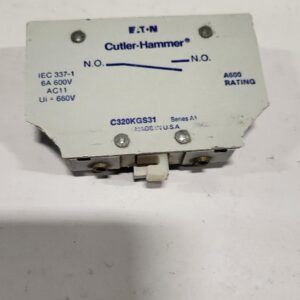 EATON
Cutler-Hammer®
N.O. N.O.
IEC 337-1
6A 600V
AC11
Ui = 660V
A600
RATING
C320KGS31 Series A1
MADE IN U.S.A